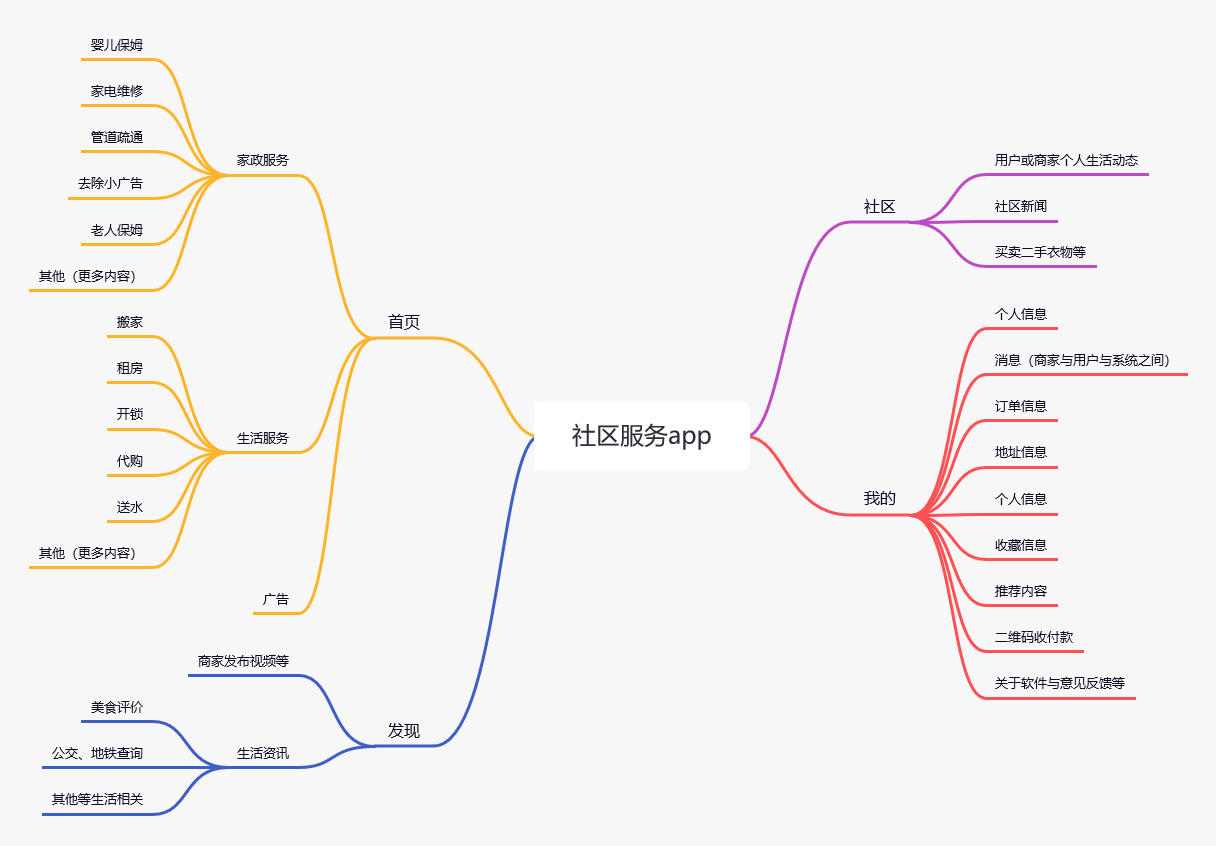 社区服务app
首页
家政服务
婴儿保姆
家电维修
管道疏通
去除小广告
老人保姆
其他（更多内容）
生活服务
搬家
租房
开锁
代购
送水
其他（更多内容）
广告
发现
商家发布视频等
生活资讯
美食评价
公交、地铁查询
其他等生活相关
社区
用户或商家个人生活动态
社区新闻
买卖二手衣物等
我的
个人信息
消息（商家与用户与系统之间）
订单信息
地址信息
个人信息
收藏信息
推荐内容
二维码收付款
关于软件与意见反馈等